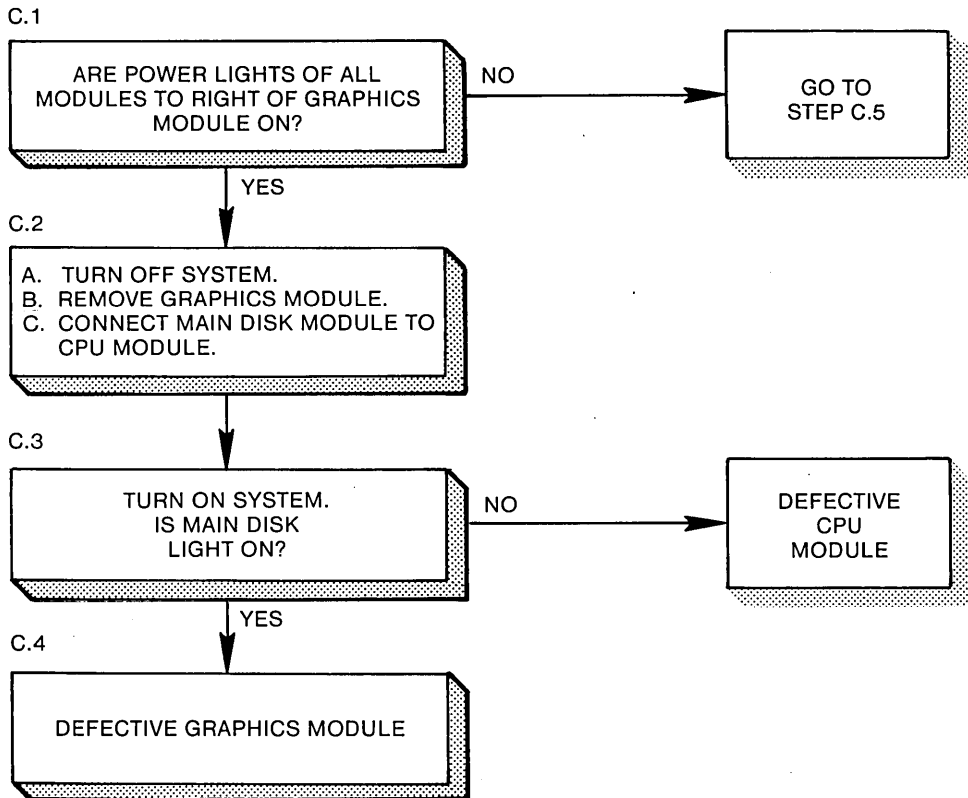 C.1
ARE POWER LIGHTS OF ALL
MODULES TO RIGHT OF GRAPHICS
MODULE ON?
NO
GO TO
STEP C.5
YES
C.2
A. TURN OFF SYSTEM.
B. REMOVE GRAPHICS MODULE.
C. CONNECT MAIN DISK MODULE TO
CPU MODULE.
C.3
TURN ON SYSTEM.
IS MAIN DISK
LIGHT ON?
NO
DEFECTIVE
CPU
MODULE
YES
C.4
DEFECTIVE GRAPHICS MODULE